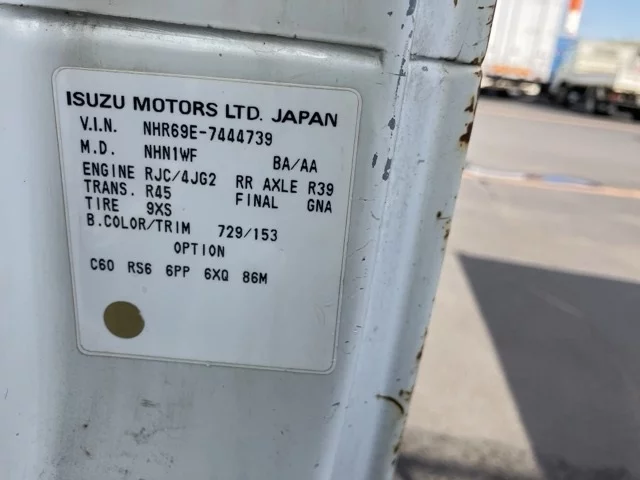 ISUZU MOTORS LTD. JAPAN
V.I.N. NHR69E-7444739
M.D. NHN1WF BA/AA
ENGINE RJC/4JG2 RR AXLE R39
TRANS. R45 FINAL GNA
TIRE 9XS
B.COLOR/TRIM 729/153
OPTION
C60 RS6 6PP 6XQ 86M